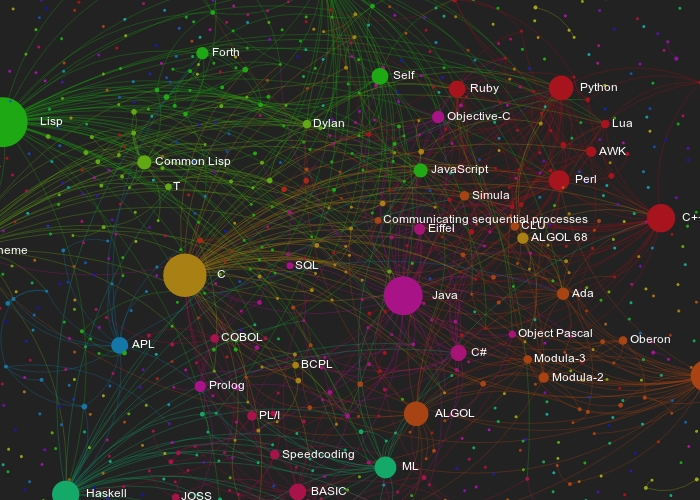 Forth
Self
Ruby
Python
Lisp
Dylan
Objective-C
Lua
AWK
Common Lisp
JavaScript
T
Perl
Simula
Communicating sequential processes
C++
CLU
Eiffel
ALGOL 68
heme
C
SQL
Java
Ada
Object Pascal
COBOL
Oberon
APL
C#
Modula-3
BCPL
Modula-2
Prolog
PL/I
ALGOL
Speedcoding
ML
BASIC
Haskell
JOSS